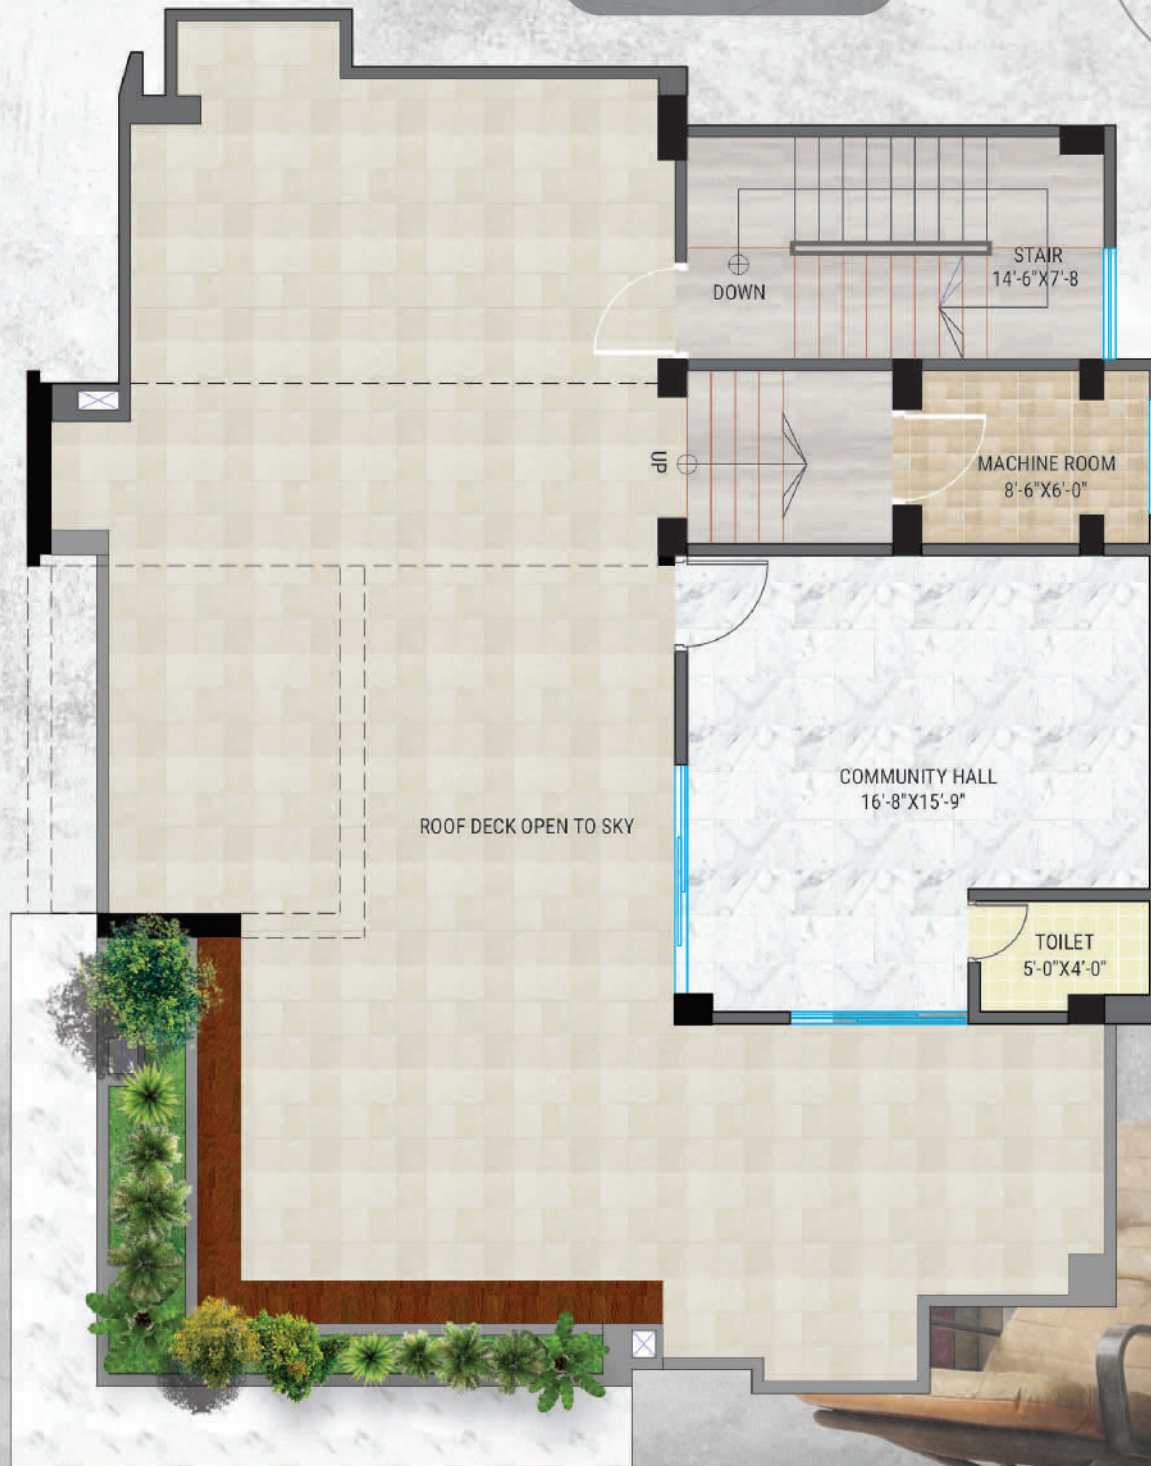 STAIR
14'-6"X7'-8
DOWN
UP
MACHINE ROOM
8'-6"X6'-0"
COMMUNITY HALL
16'-8"X15'-9"
ROOF DECK OPEN TO SKY
TOILET
5'-0"X4'-0"